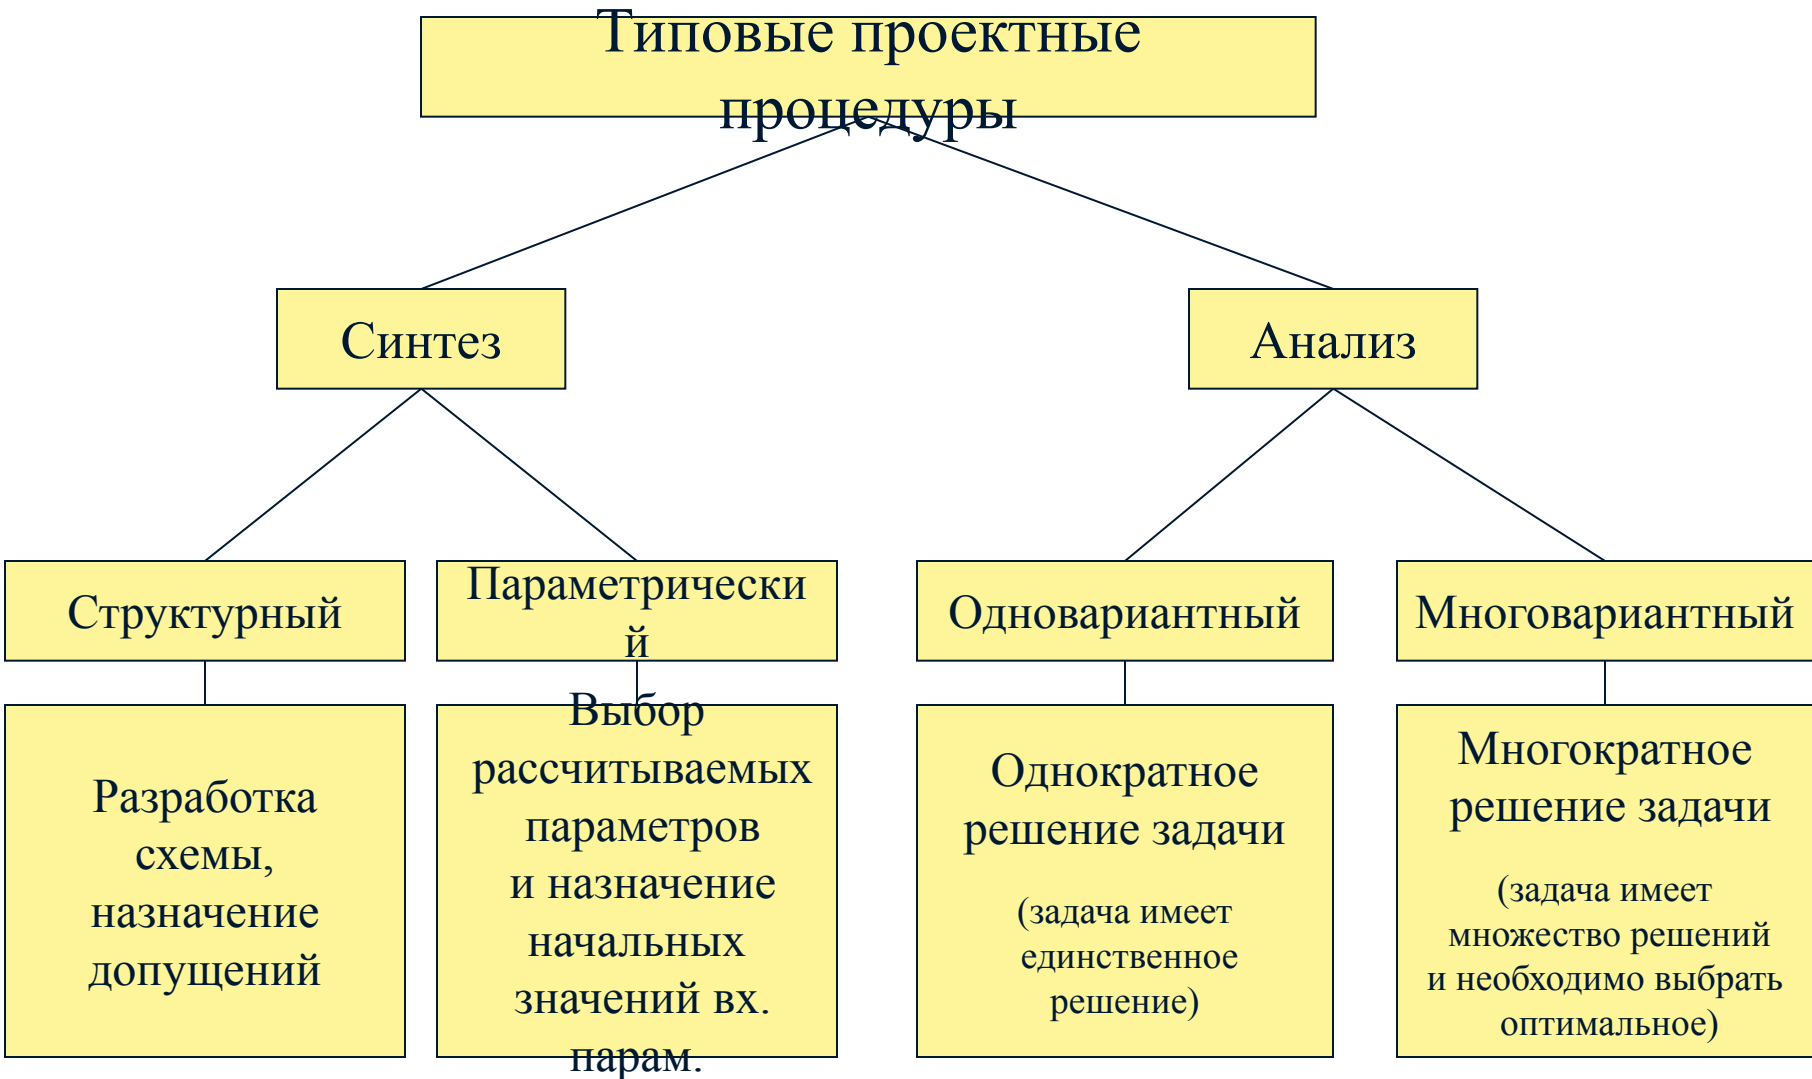 Типовые проектные
процедуры
Синтез
Анализ
Структурный
Параметрически
й
Одновариантный
Многовариантный
Разработка
схемы,
назначение
допущений
Выбор
рассчитываемых
параметров
и назначение
начальных
значений вх.
парам.
Однократное
решение задачи
(задача имеет
единственное
решение)
Многократное
решение задачи
(задача имеет
множество решений
и необходимо выбрать
оптимальное)